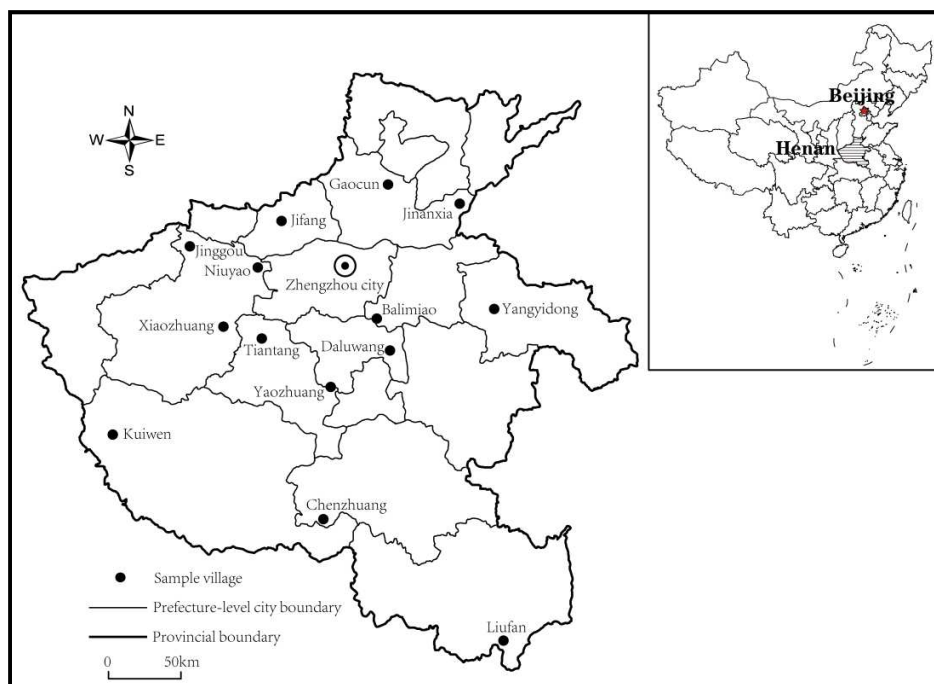 N
W E
S
Gaocun
Jinanxia
Jifang
Jinggou
Niuyao
Zhengzhou city
Balimiao
Yangyidong
Xiaozhuang
Tiantang
Daluwang
Yaozhuang
Kuiwen
Chenzhuang
Liufan
Sample village
Prefecture-level city boundary
Provincial boundary
0 50km
Beijing
Henan